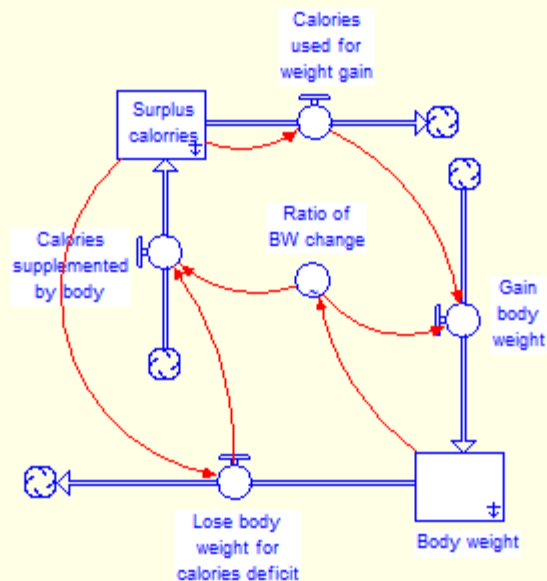 Calories
used for
weight gain
Surplus
calorries
Ratio of
BW change
Calories
supplemented
by body
Gain
body
weight
Lose body
weight for
calories deficit
Body weight